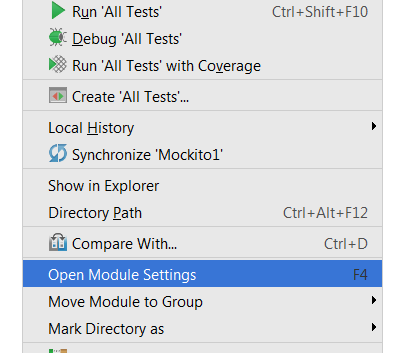 Run 'All Tests' Ctrl+Shift+F10
Debug 'All Tests'
Run 'All Tests' with Coverage
Create 'All Tests'...
Local History
Synchronize 'Mockito1'
Show in Explorer
Directory Path Ctrl+Alt+F12
Compare With... Ctrl+D
Open Module Settings F4
Move Module to Group
Mark Directory as